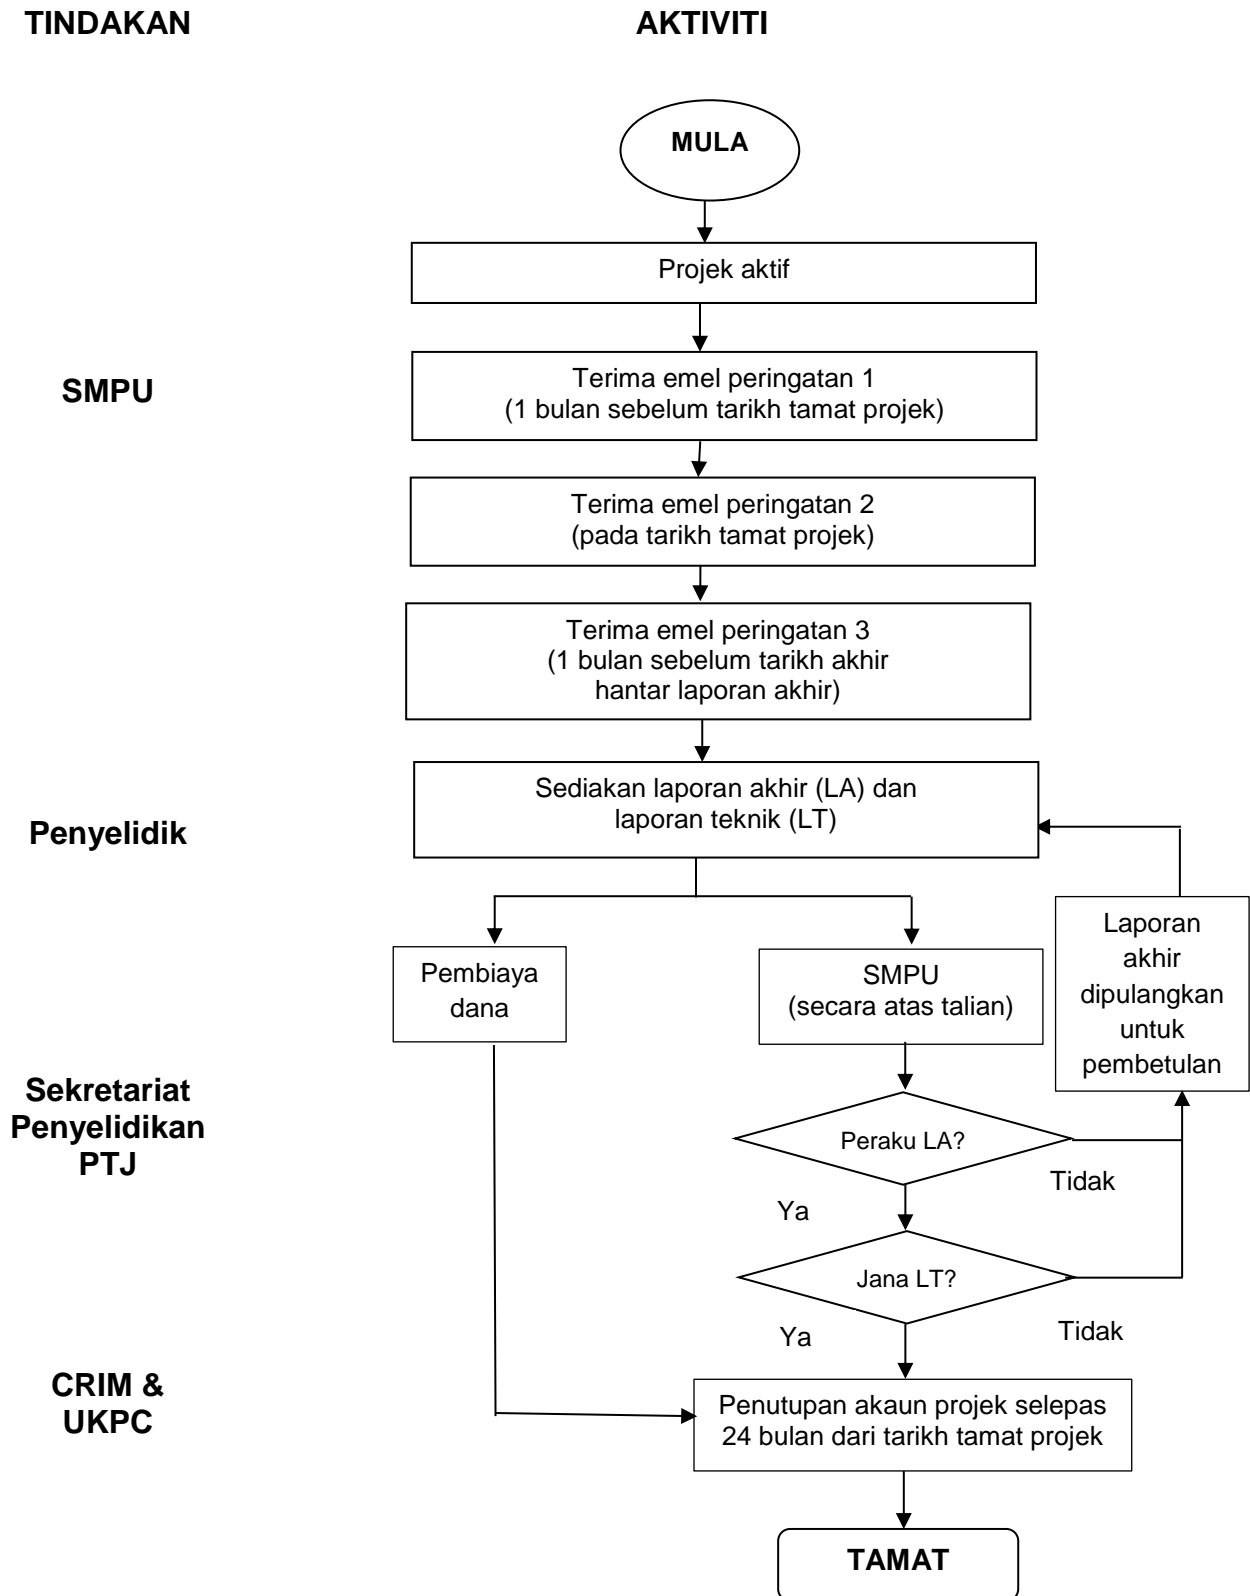 TINDAKAN
AKTIVITI
MULA
Projek aktif
SMPU
Terima emel peringatan 1
(1 bulan sebelum tarikh tamat projek)
Terima emel peringatan 2
(pada tarikh tamat projek)
Terima emel peringatan 3
(1 bulan sebelum tarikh akhir
hantar laporan akhir)
Penyelidik
Sediakan laporan akhir (LA) dan
laporan teknik (LT)
Pembiaya
dana
SMPU
(secara atas talian)
Laporan
akhir
dipulangkan
untuk
pembetulan
Sekretariat
Penyelidikan
PTJ
Peraku LA?
Tidak
Ya
Jana LT?
Tidak
Ya
CRIM &
UKPC
Penutupan akaun projek selepas
24 bulan dari tarikh tamat projek
TAMAT